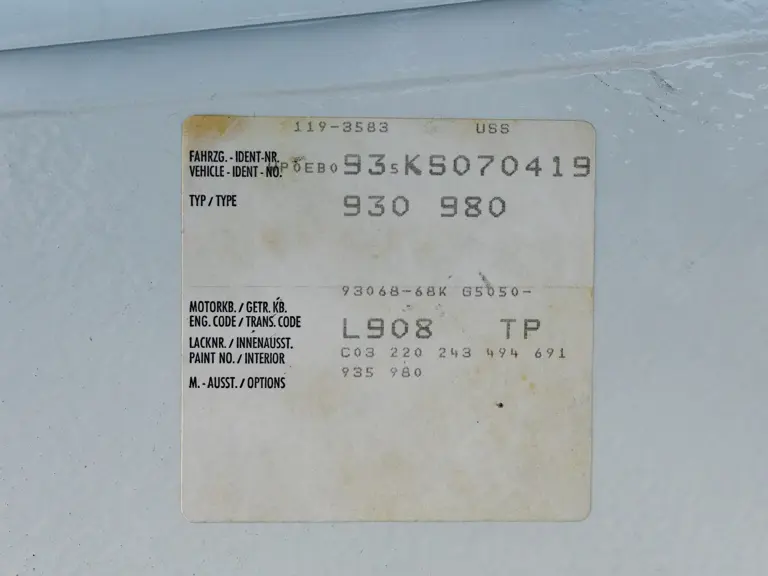 119-3583 USS
FAHRZG.-IDENT-NR.
VEHICLE-IDENT-NO. WP0EB0935KS070419
TYP/TYPE 930 980
93068-68K G5050-
MOTORKB./GETR.KB.
ENG. CODE/TRANS. CODE L908 TP
LACKNR./INNENAUSST. C03 220 243 494 691
PAINT NO./INTERIOR
935 980
M.-AUSST./OPTIONS